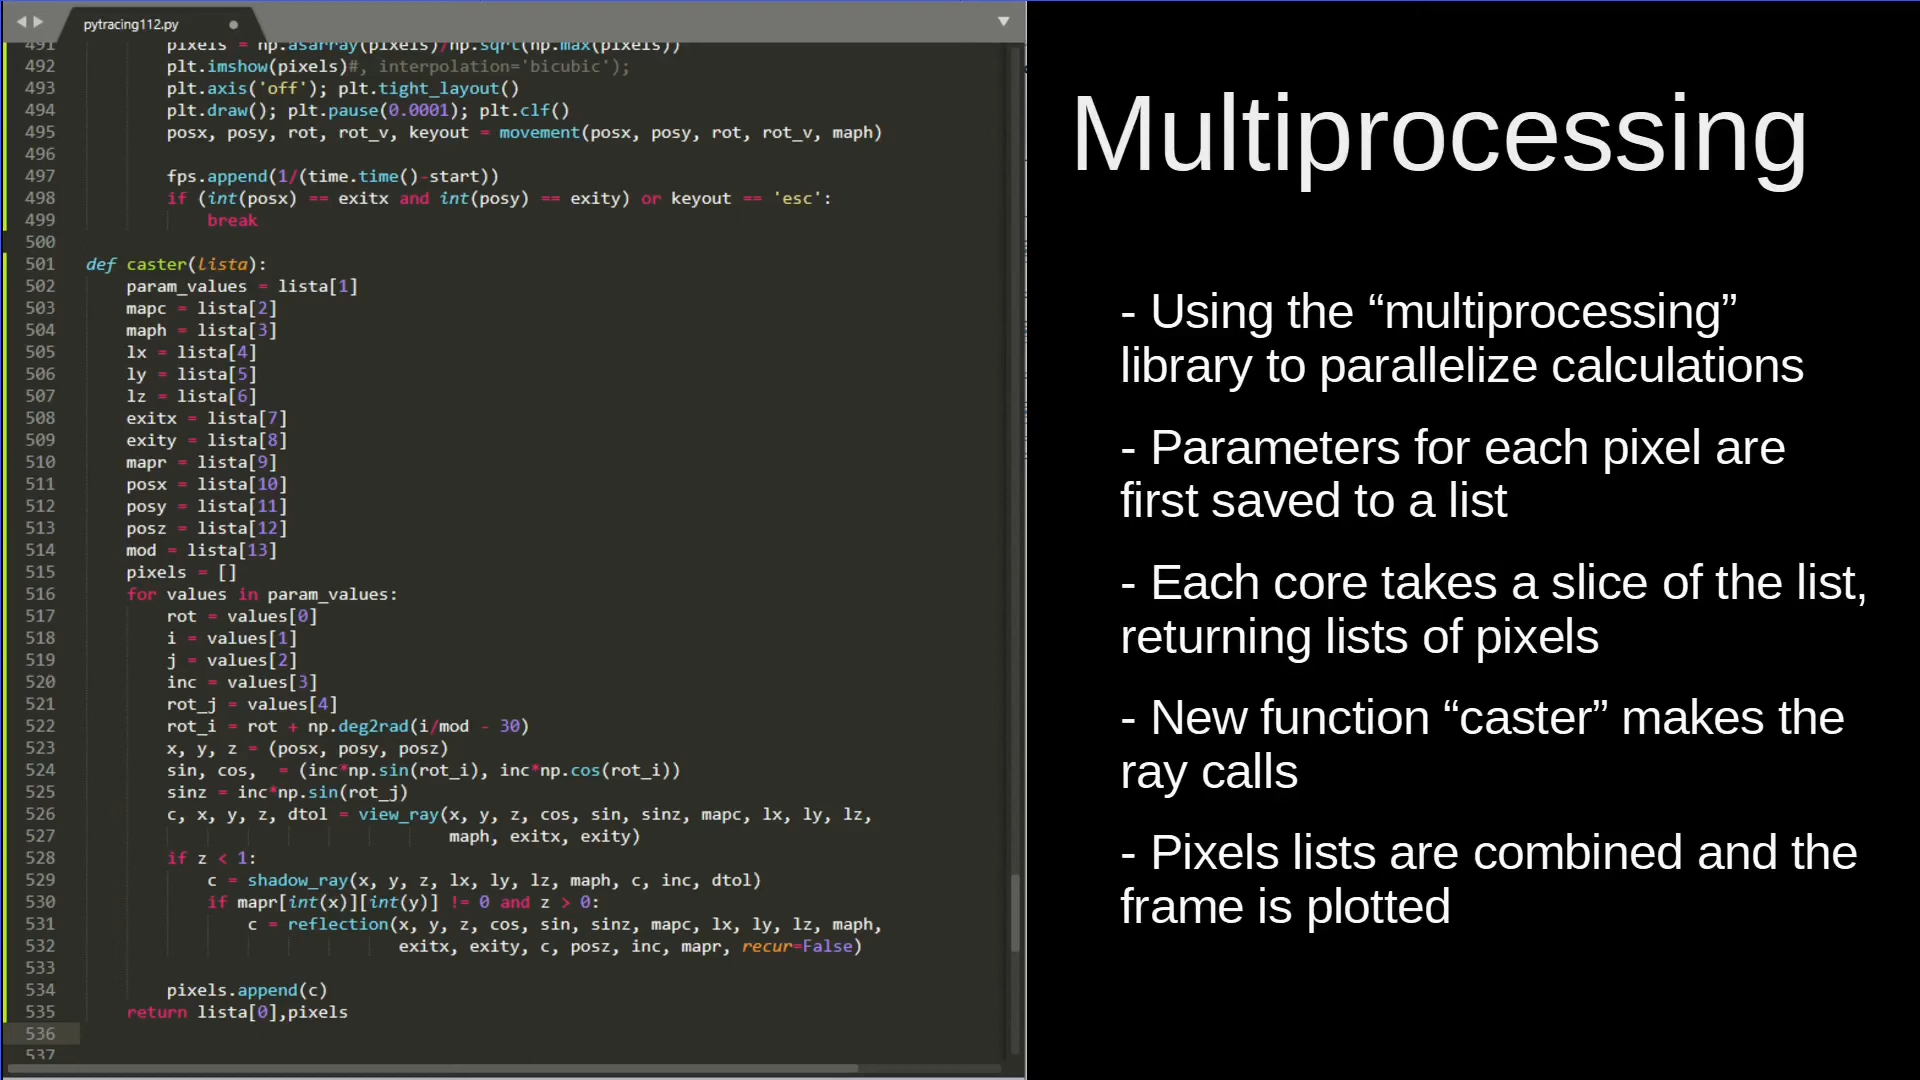 pytracing112.py
491 pixels = np.asarray(pixels)/np.sqrt(np.max(pixels))
492 plt.imshow(pixels)#, interpolation='bicubic');
493 plt.axis('off'); plt.tight_layout()
494 plt.draw(); plt.pause(0.0001); plt.clf()
495 posx, posy, rot, rot_v, keyout = movement(posx, posy, rot, rot_v, maph)
496
497 fps.append(1/(time.time()-start))
498 if (int(posx) == exitx and int(posy) == exity) or keyout == 'esc':
499 break
500
501 def caster(lista):
502 param_values = lista[1]
503 mapc = lista[2]
504 maph = lista[3]
505 lx = lista[4]
506 ly = lista[5]
507 lz = lista[6]
508 exitx = lista[7]
509 exity = lista[8]
510 mapr = lista[9]
511 posx = lista[10]
512 posy = lista[11]
513 posz = lista[12]
514 mod = lista[13]
515 pixels = []
516 for values in param_values:
517 rot = values[0]
518 i = values[1]
519 j = values[2]
520 inc = values[3]
521 rot_j = values[4]
522 rot_i = rot + np.deg2rad(i/mod - 30)
523 x, y, z = (posx, posy, posz)
524 sin, cos,  = (inc*np.sin(rot_i), inc*np.cos(rot_i))
525 sinz = inc*np.sin(rot_j)
526 c, x, y, z, dtol = view_ray(x, y, z, cos, sin, sinz, mapc, lx, ly, lz,
527 maph, exitx, exity)
528 if z < 1:
529 c = shadow_ray(x, y, z, lx, ly, lz, maph, c, inc, dtol)
530 if mapr[int(x)][int(y)] != 0 and z > 0:
531 c = reflection(x, y, z, cos, sin, sinz, mapc, lx, ly, lz, maph,
532 exitx, exity, c, posz, inc, mapr, recur=False)
533
534 pixels.append(c)
535 return lista[0],pixels
536
537
Multiprocessing
- Using the “multiprocessing”
library to parallelize calculations
- Parameters for each pixel are
first saved to a list
- Each core takes a slice of the list,
returning lists of pixels
- New function “caster” makes the
ray calls
- Pixels lists are combined and the
frame is plotted